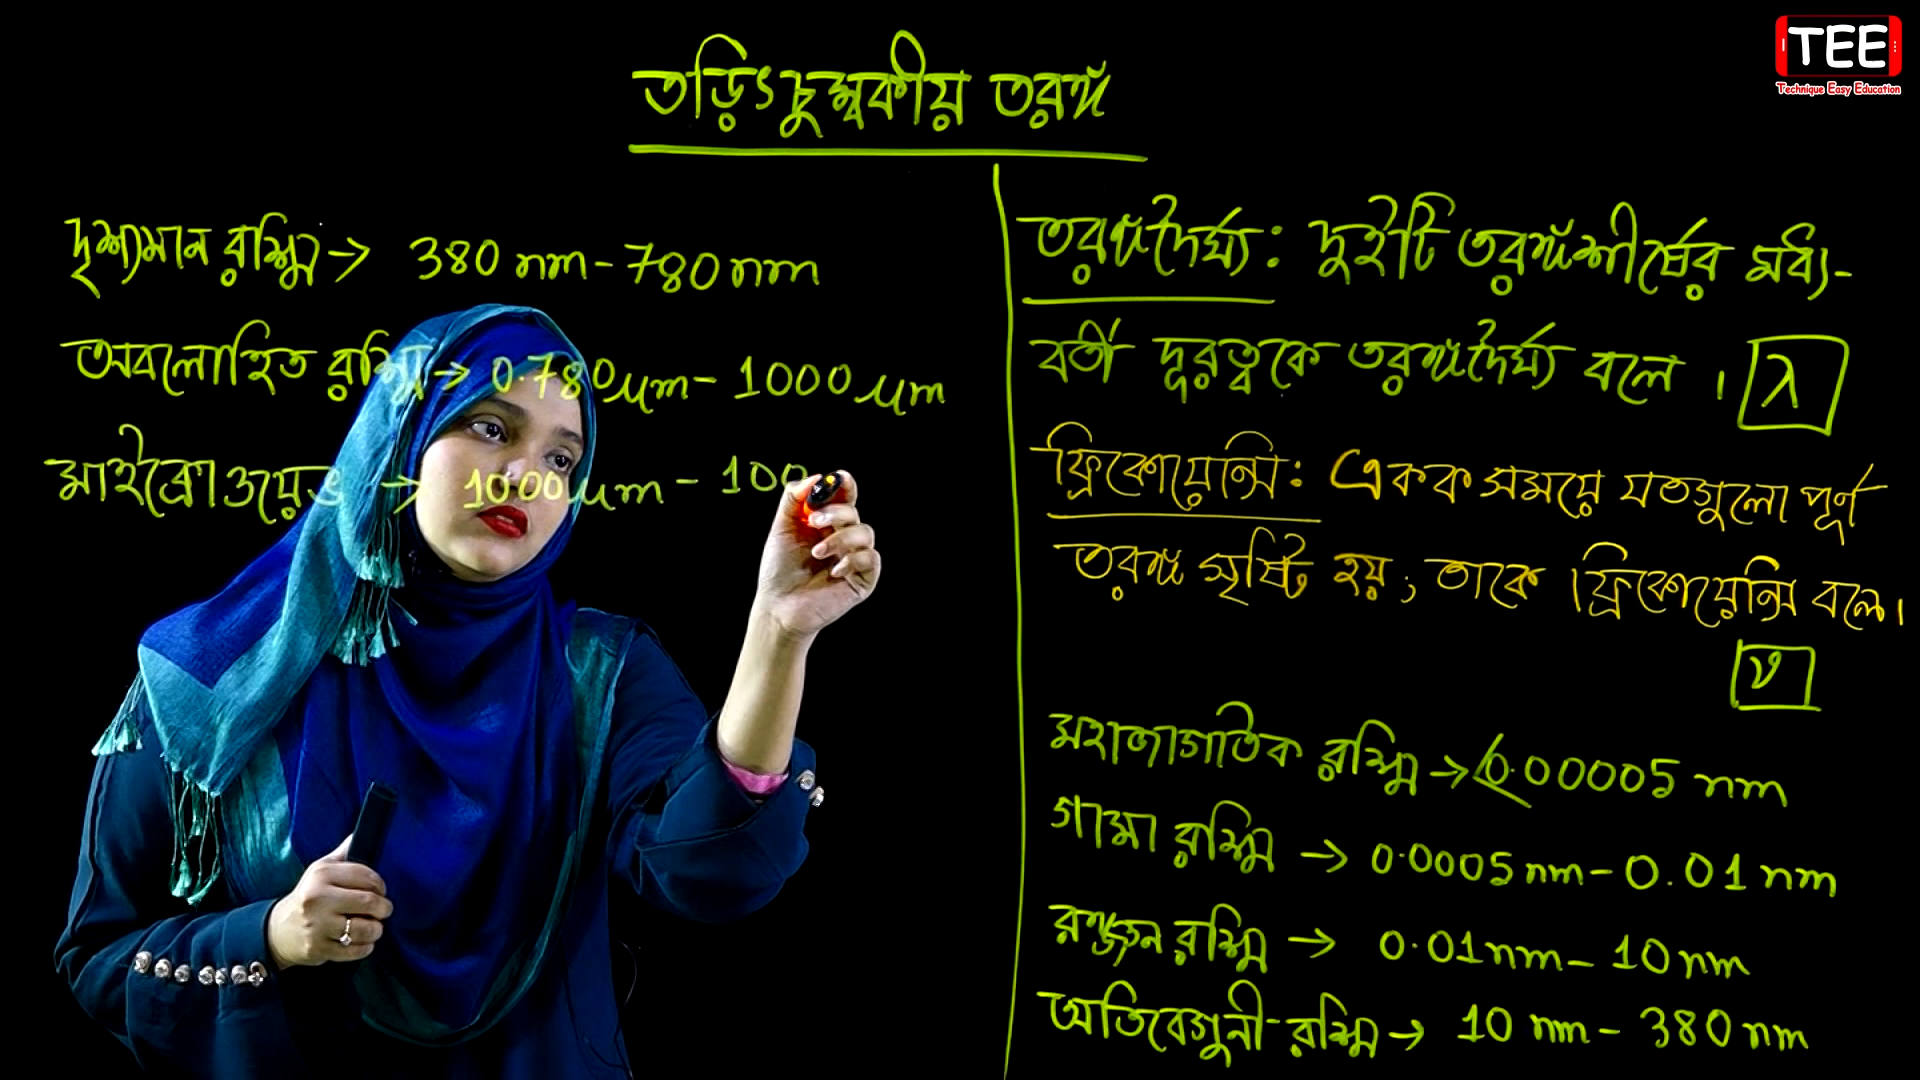 TEE
Technique Easy Education
তড়িৎচুম্বকীয় তরঙ্গ
দৃশ্যমান রশ্মি → 380 nm - 780 nm
অবলোহিত রশ্মি → 0.780 μm - 1000 μm
মাইক্রোওয়েভ → 1000 μm - 100
তরঙ্গদৈর্ঘ্য: দুইটি তরঙ্গশীর্ষের মধ্য-
বর্তী দূরত্বকে তরঙ্গদৈর্ঘ্য বলে। λ
ফ্রিকোয়েন্সি: একক সময়ে যতগুলো পূর্ণ
তরঙ্গ সৃষ্টি হয়, তাকে ফ্রিকোয়েন্সি বলে।
ν
মহাজাগতিক রশ্মি → < 0.00005 nm
গামা রশ্মি → 0.0005 nm - 0.01 nm
রঞ্জন রশ্মি → 0.01 nm - 10 nm
অতিবেগুনী রশ্মি → 10 nm - 380 nm